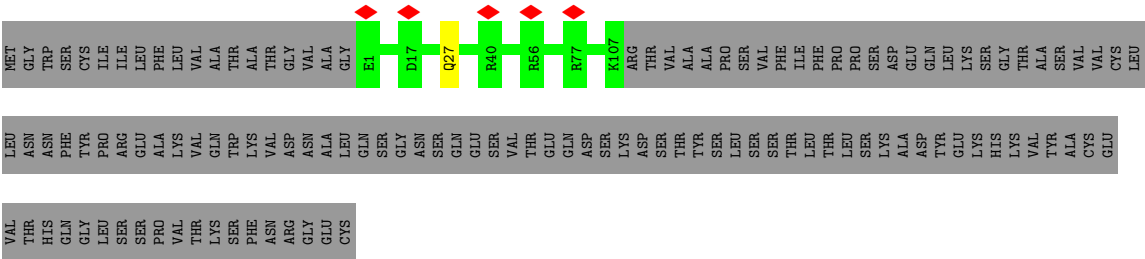 MET GLY TRP SER CYS ILE ILE LEU PHE LEU VAL ALA THR ALA THR GLY VAL ALA GLY E1 D17 Q27 R40 R56 R77 K107 ARG THR VAL ALA ALA PRO SER VAL PHE ILE PHE PRO PRO SER ASP GLU GLN LEU LYS SER GLY THR ALA SER VAL VAL CYS LEU
LEU ASN ASN PHE TYR PRO ARG GLU ALA LYS VAL GLN TRP LYS VAL ASP ASN ALA LEU GLN SER GLY ASN SER GLN GLU SER VAL THR GLU GLN ASP SER LYS ASP SER THR TYR SER LEU SER SER THR LEU THR LEU SER LYS ALA ASP TYR GLU LYS HIS LYS VAL TYR ALA CYS GLU
VAL THR HIS GLN GLY LEU SER SER PRO VAL THR LYS SER PHE ASN ARG GLY GLU CYS